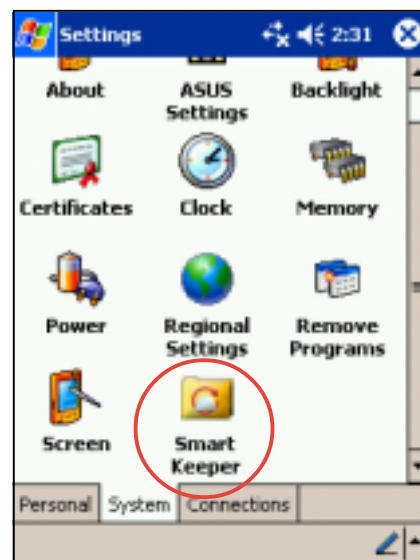 Settings 2:31
About ASUS Settings Backlight
Certificates Clock Memory
Power Regional Settings Remove Programs
Screen Smart Keeper
Personal System Connections